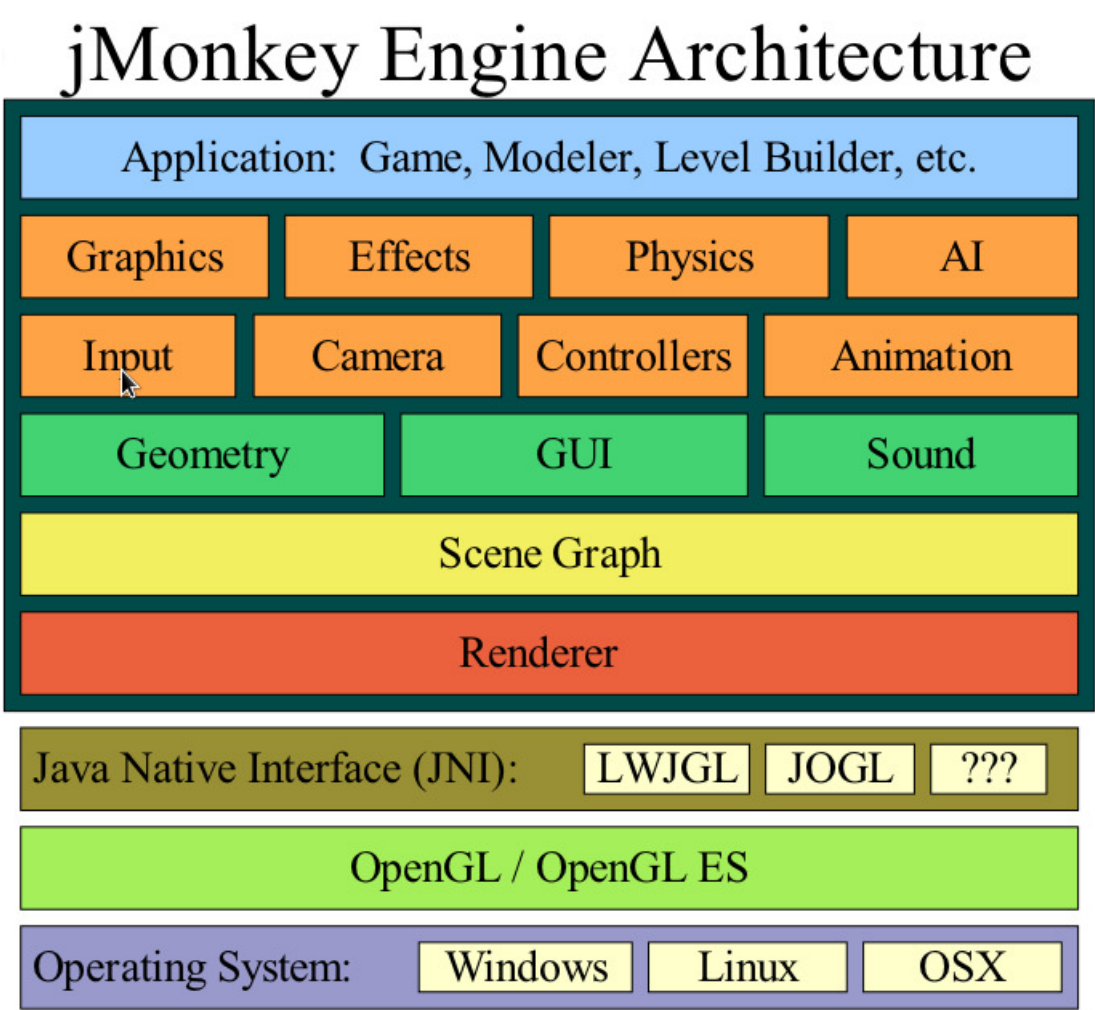 jMonkey Engine Architecture
Application: Game, Modeler, Level Builder, etc.
Graphics Effects Physics AI
Input Camera Controllers Animation
Geometry GUI Sound
Scene Graph
Renderer
Java Native Interface (JNI): LWJGL JOGL ???
OpenGL / OpenGL ES
Operating System: Windows Linux OSX